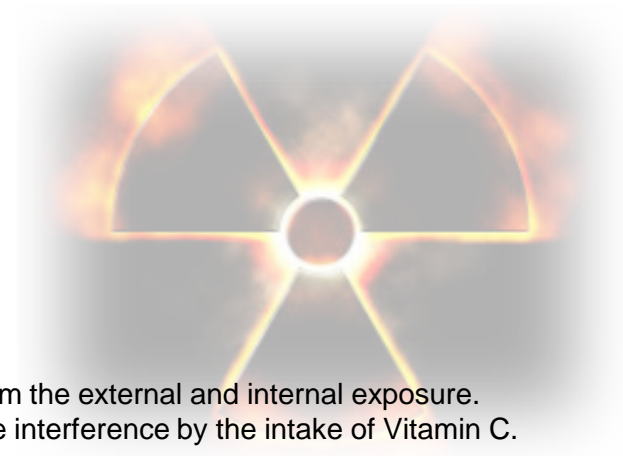 m the external and internal exposure.
e interference by the intake of Vitamin C.